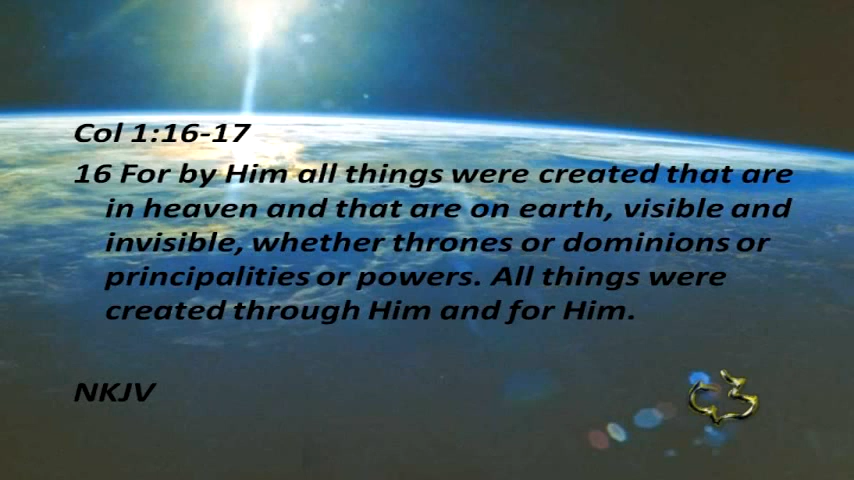 Col 1:16-17
16 For by Him all things were created that are
in heaven and that are on earth, visible and
invisible, whether thrones or dominions or
principalities or powers. All things were
created through Him and for Him.
NKJV